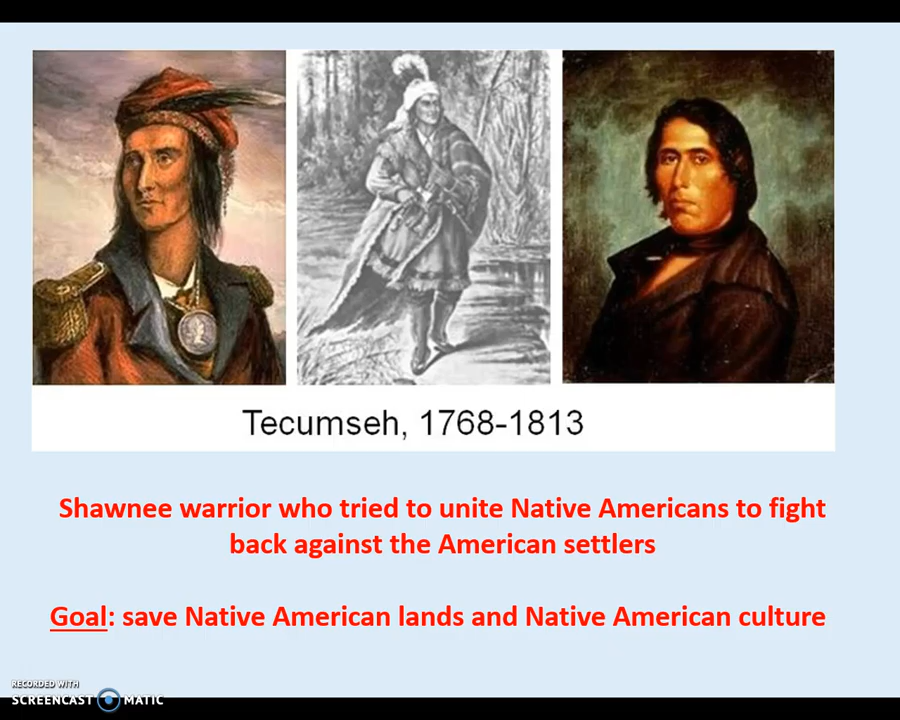 Tecumseh, 1768-1813
Shawnee warrior who tried to unite Native Americans to fight
back against the American settlers
Goal: save Native American lands and Native American culture
RECORDED WITH
SCREENCAST MATIC